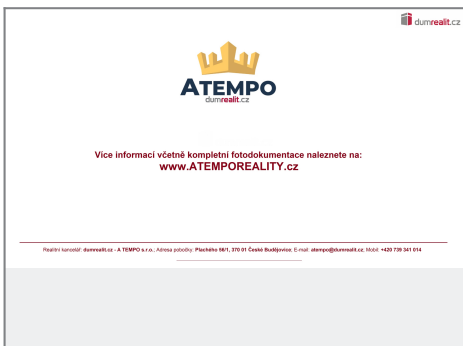 dumrealit.cz
ATEMPO
dumrealit.cz
Více informací včetně kompletní fotodokumentace naleznete na:
www.ATEMPOREALITY.cz
Realitní kancelář: dumrealit.cz - A TEMPO s.r.o.; Adresa pobočky: Plachého 56/1, 370 01 České Budějovice; E-mail: atempo@dumrealit.cz; Mobil: +420 739 341 014